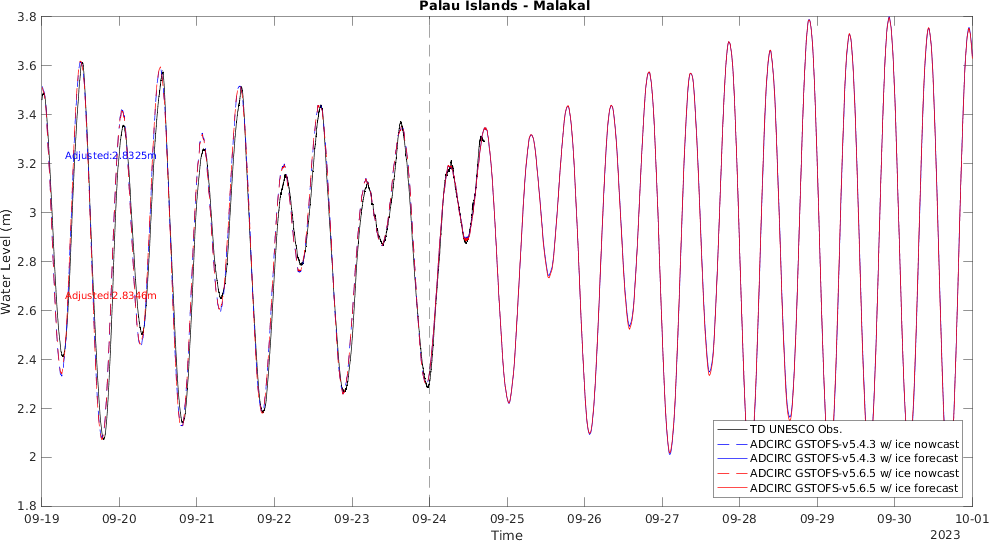 Palau Islands - Malakal
3.8
3.6
3.4
3.2
3
2.8
2.6
2.4
2.2
2
1.8
Water Level (m)
Adjusted:2.8325m
Adjusted:2.8346m
TD UNESCO Obs.
ADCIRC GSTOFS-v5.4.3 w/ ice nowcast
ADCIRC GSTOFS-v5.4.3 w/ ice forecast
ADCIRC GSTOFS-v5.6.5 w/ ice nowcast
ADCIRC GSTOFS-v5.6.5 w/ ice forecast
09-19 09-20 09-21 09-22 09-23 09-24 09-25 09-26 09-27 09-28 09-29 09-30 10-01
Time
2023